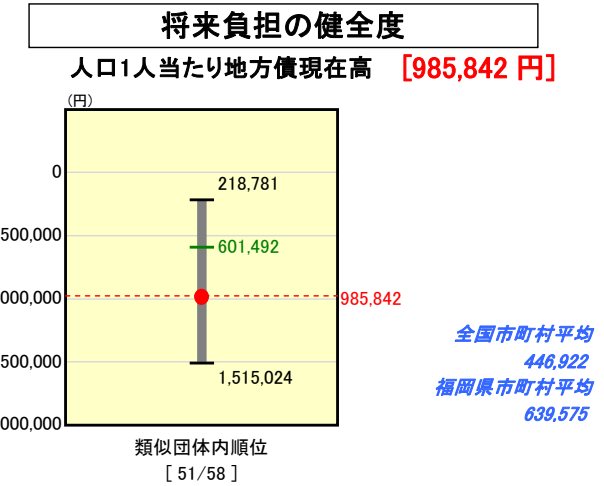 将来負担の健全度
人口1人当たり地方債現在高 [985,842 円]
(円)
0
218,781
500,000
601,492
000,000
985,842
500,000
1,515,024
000,000
全国市町村平均
446,922
福岡県市町村平均
639,575
類似団体内順位
[ 51/58 ]